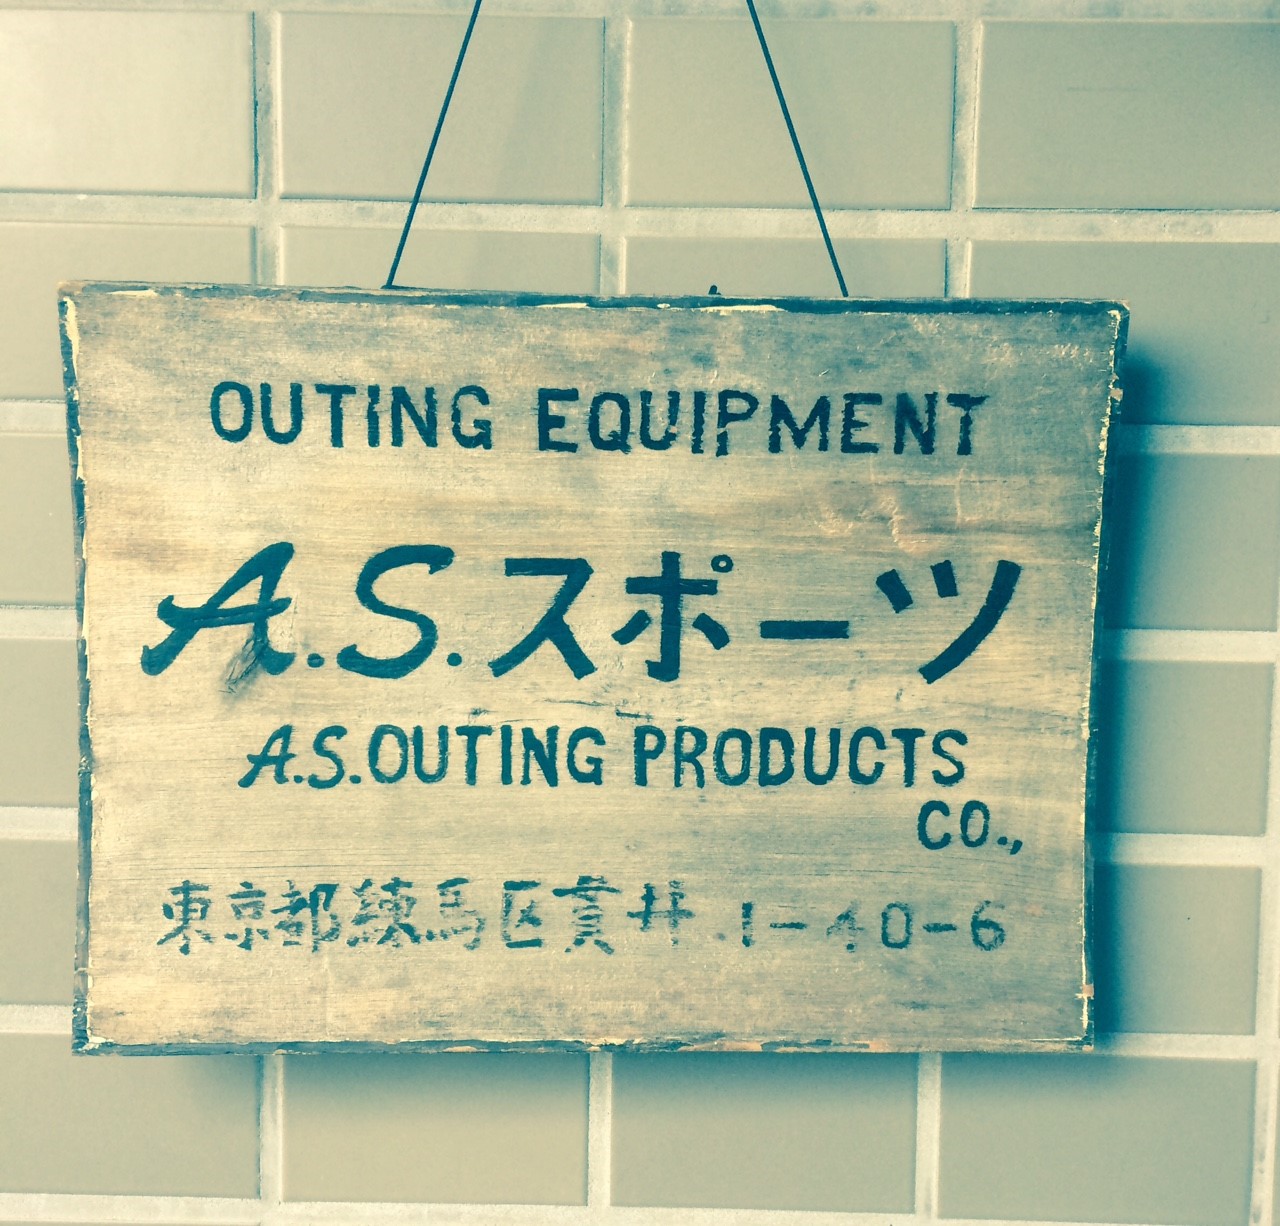 OUTING EQUIPMENT
A.S.スポーツ
A.S.OUTING PRODUCTS
CO.,
東京都練馬区貫井.1-40-6